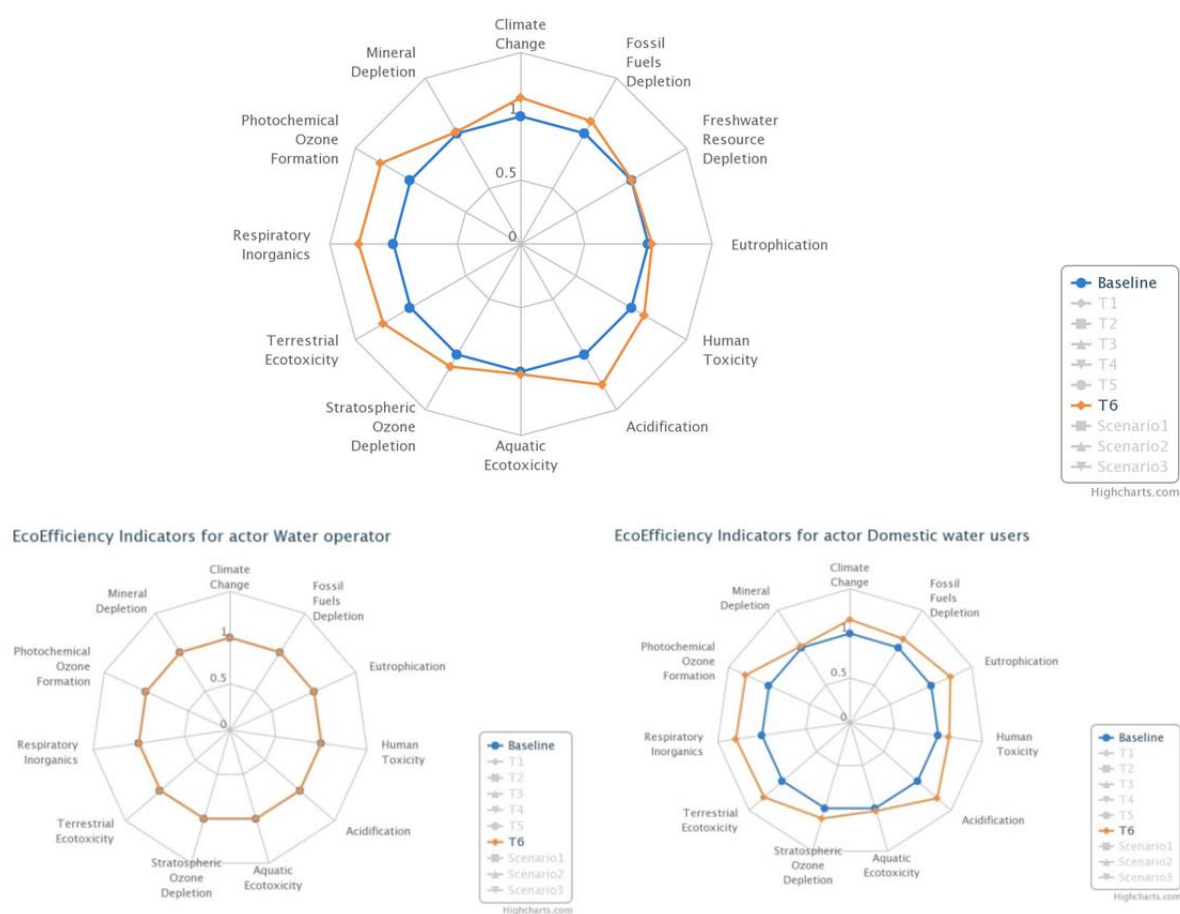 Climate
Change
Fossil
Fuels
Depletion
Freshwater
Resource
Depletion
Eutrophication
Human
Toxicity
Acidification
Aquatic
Ecotoxicity
Stratospheric
Ozone
Depletion
Terrestrial
Ecotoxicity
Respiratory
Inorganics
Photochemical
Ozone
Formation
Mineral
Depletion
1
0.5
0
Baseline
T1
T2
T3
T4
T5
T6
Scenario1
Scenario2
Scenario3
Highcharts.com
EcoEfficiency Indicators for actor Water operator
Climate
Change
Fossil
Fuels
Depletion
Eutrophication
Human
Toxicity
Acidification
Aquatic
Ecotoxicity
Stratospheric
Ozone
Depletion
Terrestrial
Ecotoxicity
Respiratory
Inorganics
Photochemical
Ozone
Formation
Mineral
Depletion
1
0.5
0
Baseline
T1
T2
T3
T4
T5
T6
Scenario1
Scenario2
Scenario3
Highcharts.com
EcoEfficiency Indicators for actor Domestic water users
Climate
Change
Fossil
Fuels
Depletion
Eutrophication
Human
Toxicity
Acidification
Aquatic
Ecotoxicity
Stratospheric
Ozone
Depletion
Terrestrial
Ecotoxicity
Respiratory
Inorganics
Photochemical
Ozone
Formation
Mineral
Depletion
1
0.5
0
Baseline
T1
T2
T3
T4
T5
T6
Scenario1
Scenario2
Scenario3
Highcharts.com